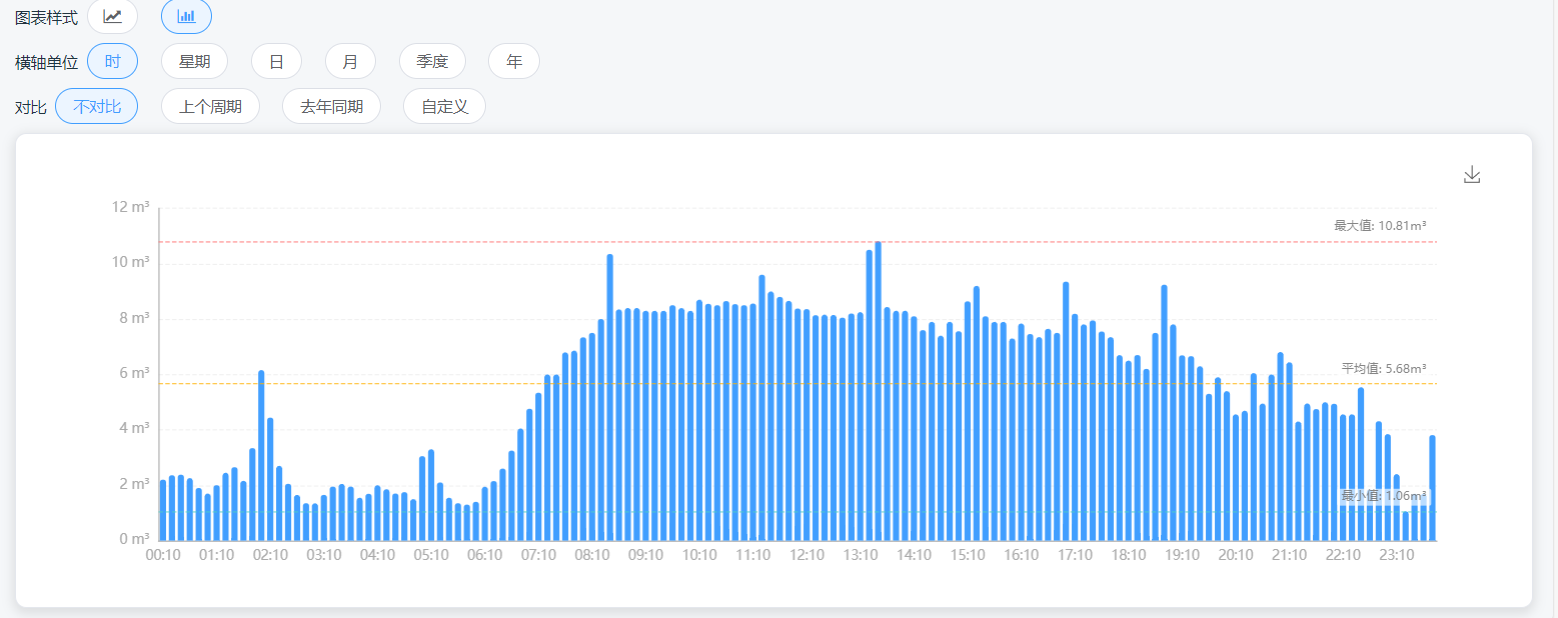 图表样式
横轴单位 时 星期 日 月 季度 年
对比 不对比 上个周期 去年同期 自定义
12 m³
最大值: 10.81m³
10 m³
8 m³
6 m³
平均值: 5.68m³
4 m³
2 m³
最小值: 1.06m³
0 m³
00:10 01:10 02:10 03:10 04:10 05:10 06:10 07:10 08:10 09:10 10:10 11:10 12:10 13:10 14:10 15:10 16:10 17:10 18:10 19:10 20:10 21:10 22:10 23:10